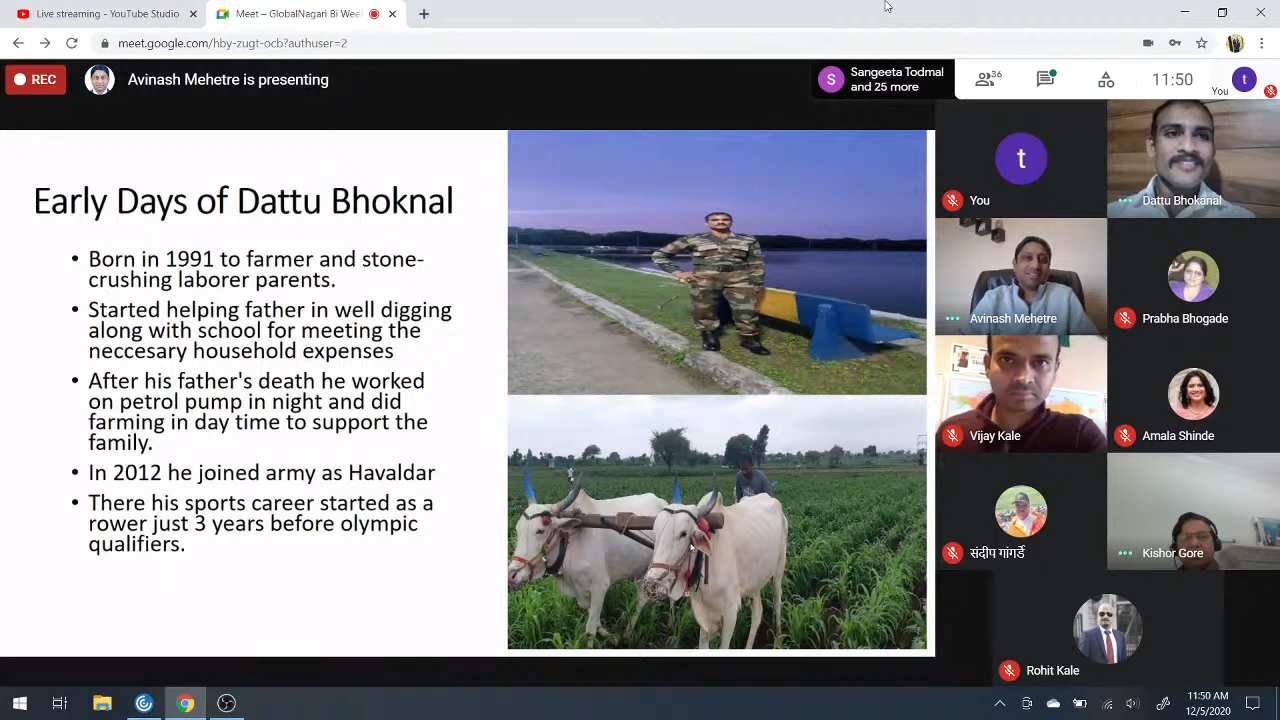 Live streaming - YouTube Studio
Meet – GlobalNagari Bi Week
meet.google.com/hby-zugt-ocb?authuser=2
REC
Avinash Mehetre is presenting
S
Sangeeta Todmal
and 25 more
36
11:50
You
t
Early Days of Dattu Bhoknal
• Born in 1991 to farmer and stone-
crushing laborer parents.
• Started helping father in well digging
along with school for meeting the
neccesary household expenses
• After his father's death he worked
on petrol pump in night and did
farming in day time to support the
family.
• In 2012 he joined army as Havaldar
• There his sports career started as a
rower just 3 years before olympic
qualifiers.
t
You
Dattu Bhokanal
Avinash Mehetre
Prabha Bhogade
Vijay Kale
Amala Shinde
संदीप गांगर्डे
Kishor Gore
Rohit Kale
11:50 AM
12/5/2020